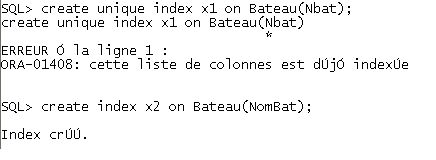 SQL> create unique index x1 on Bateau(Nbat);
create unique index x1 on Bateau(Nbat)
*
ERREUR Ó la ligne 1 :
ORA-01408: cette liste de colonnes est dÚjÓ indexÚe
SQL> create index x2 on Bateau(NomBat);
Index crÚÚ.